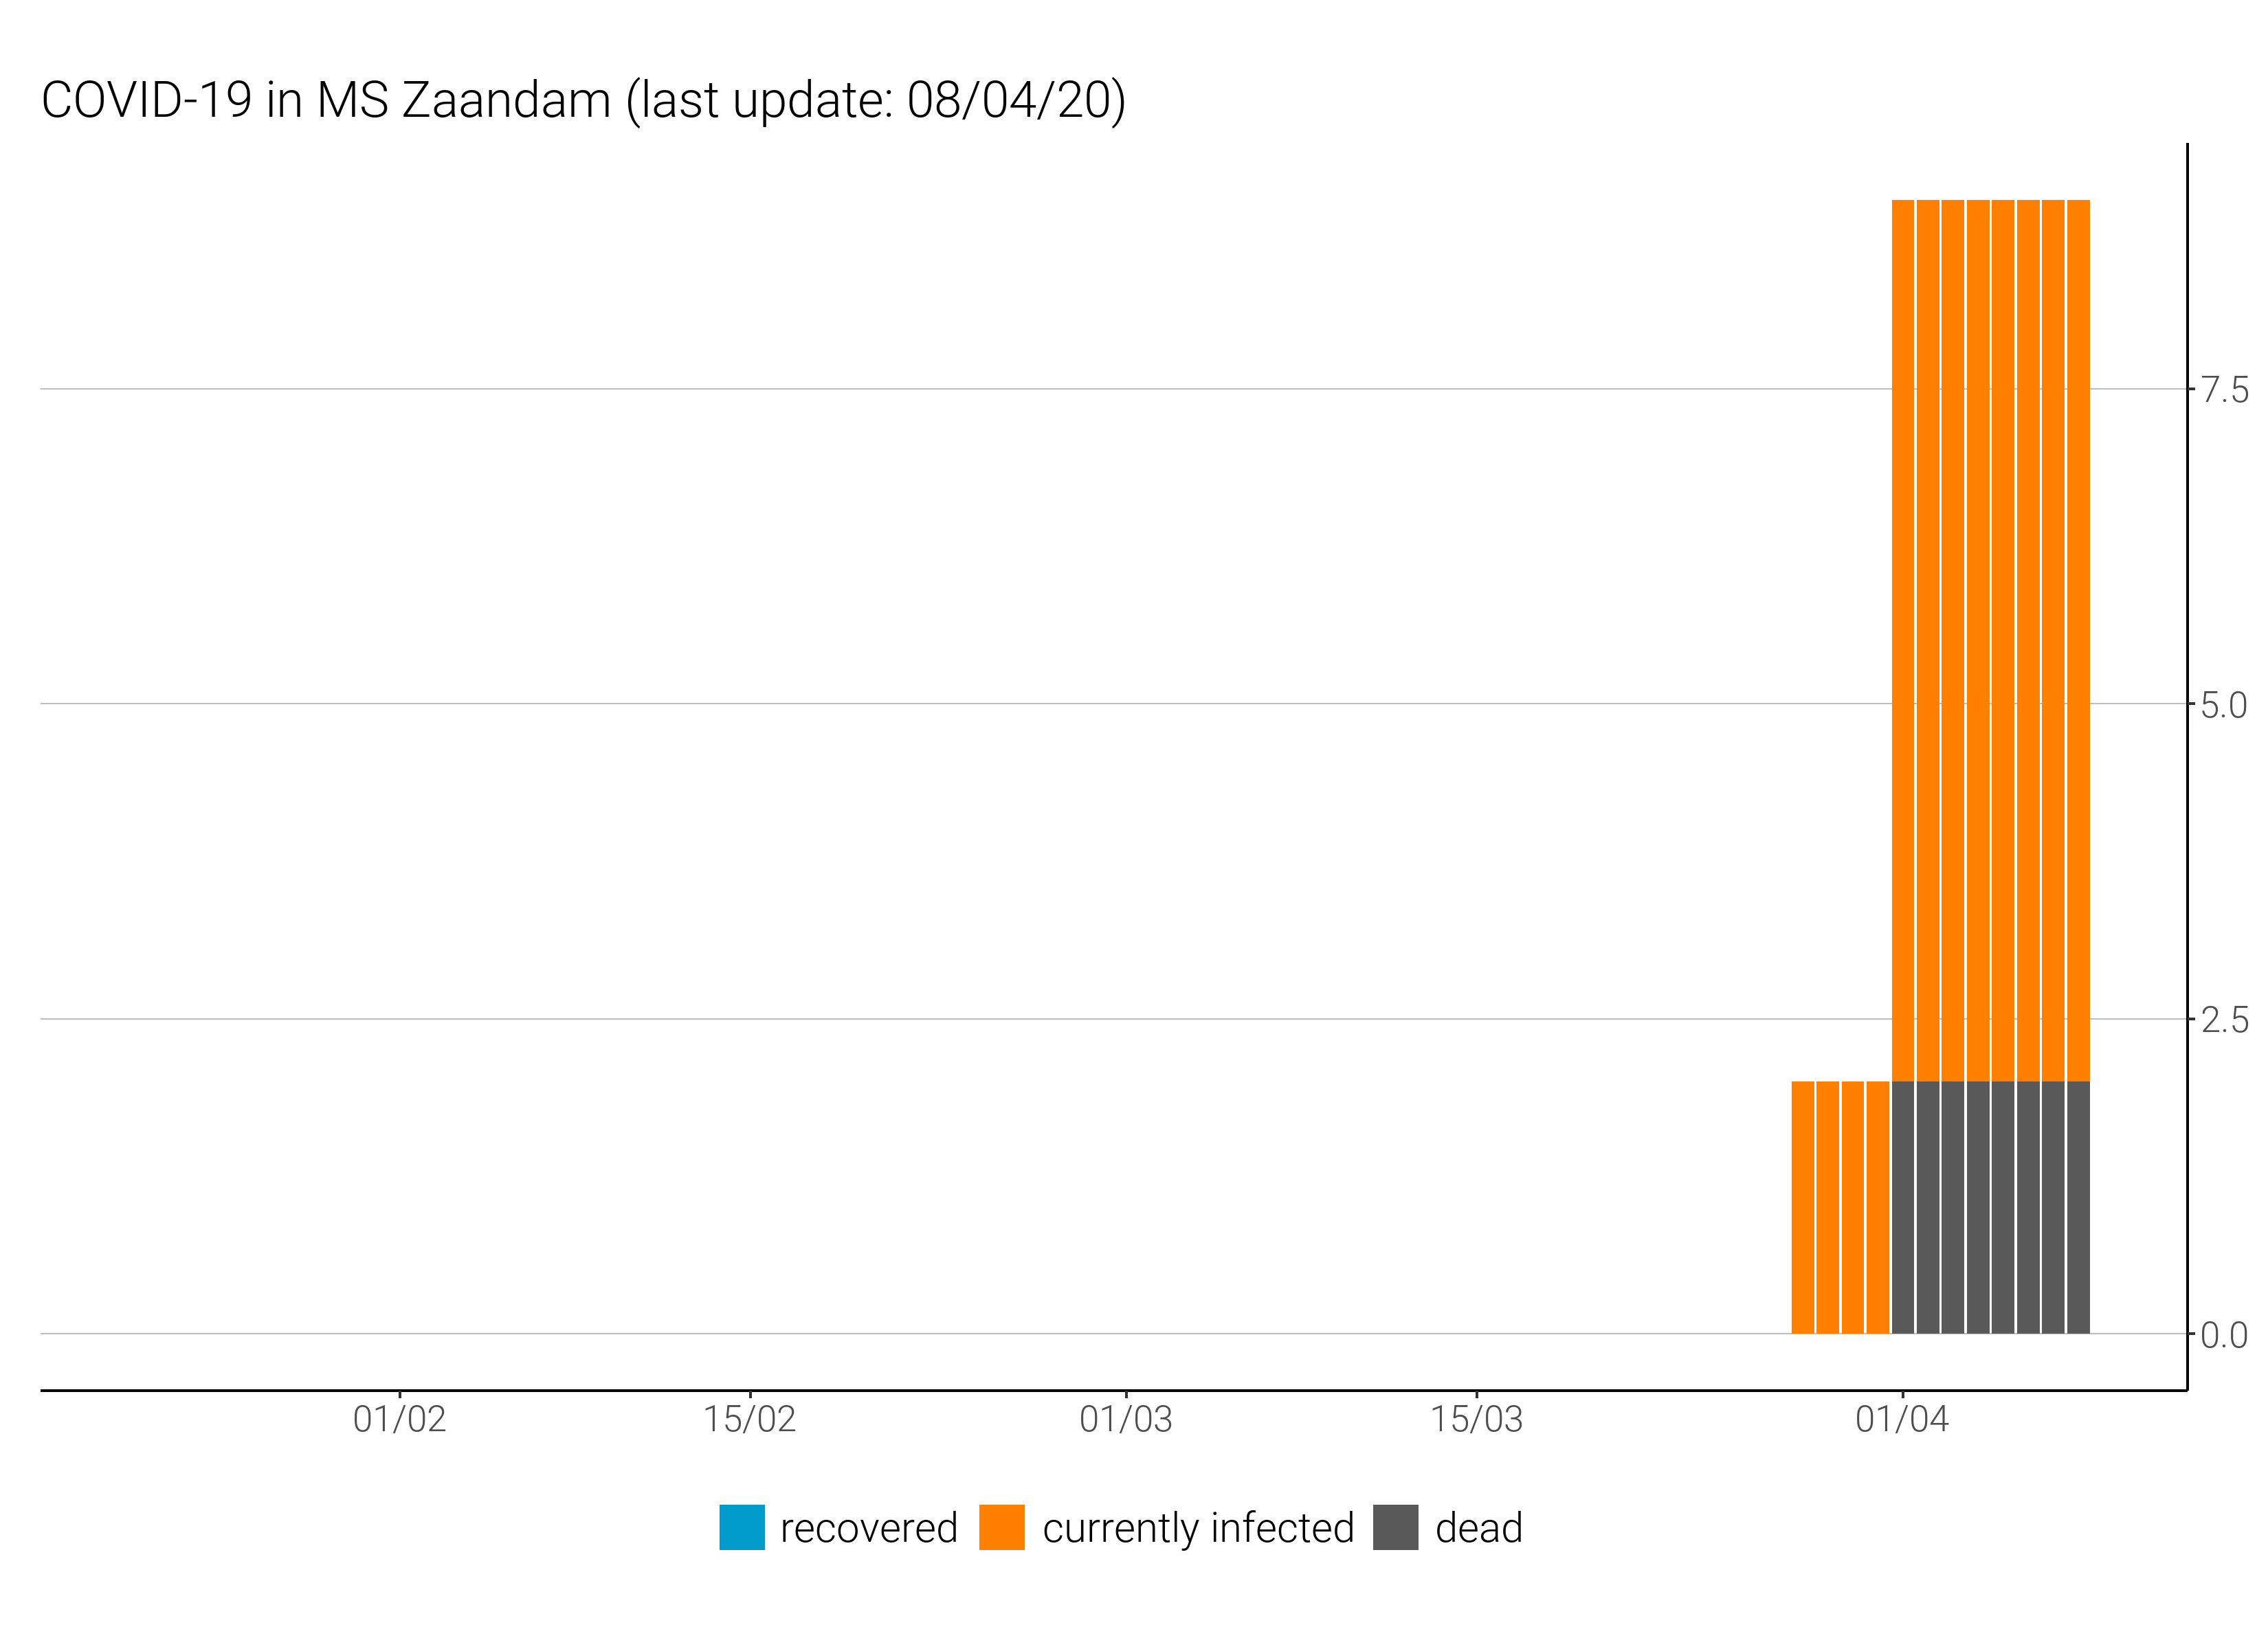 COVID-19 in MS Zaandam (last update: 08/04/20)
7.5
5.0
2.5
0.0
01/02 15/02 01/03 15/03 01/04
recovered currently infected dead